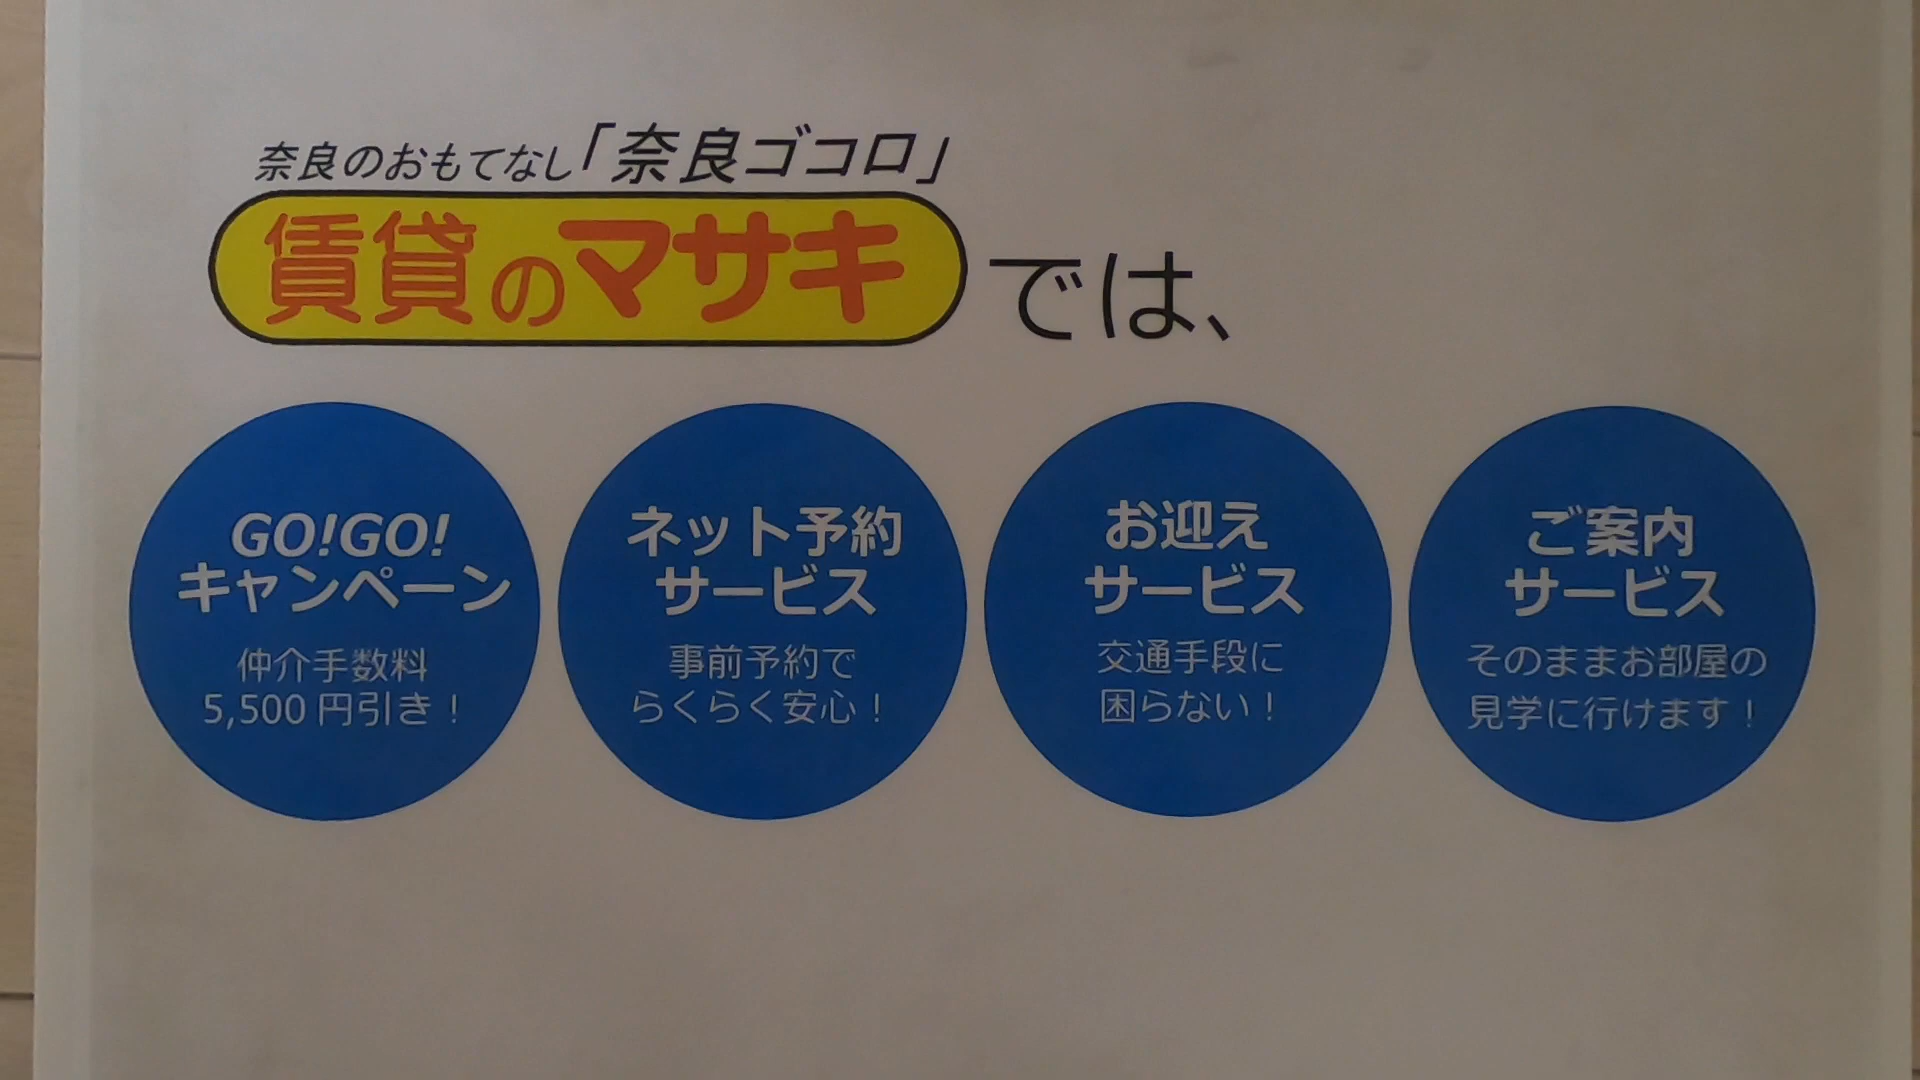 奈良のおもてなし「奈良ゴコロ」
賃貸のマサキでは、
GO!GO!
キャンペーン
仲介手数料
5,500 円引き！
ネット予約
サービス
事前予約で
らくらく安心！
お迎え
サービス
交通手段に
困らない！
ご案内
サービス
そのままお部屋の
見学に行けます！